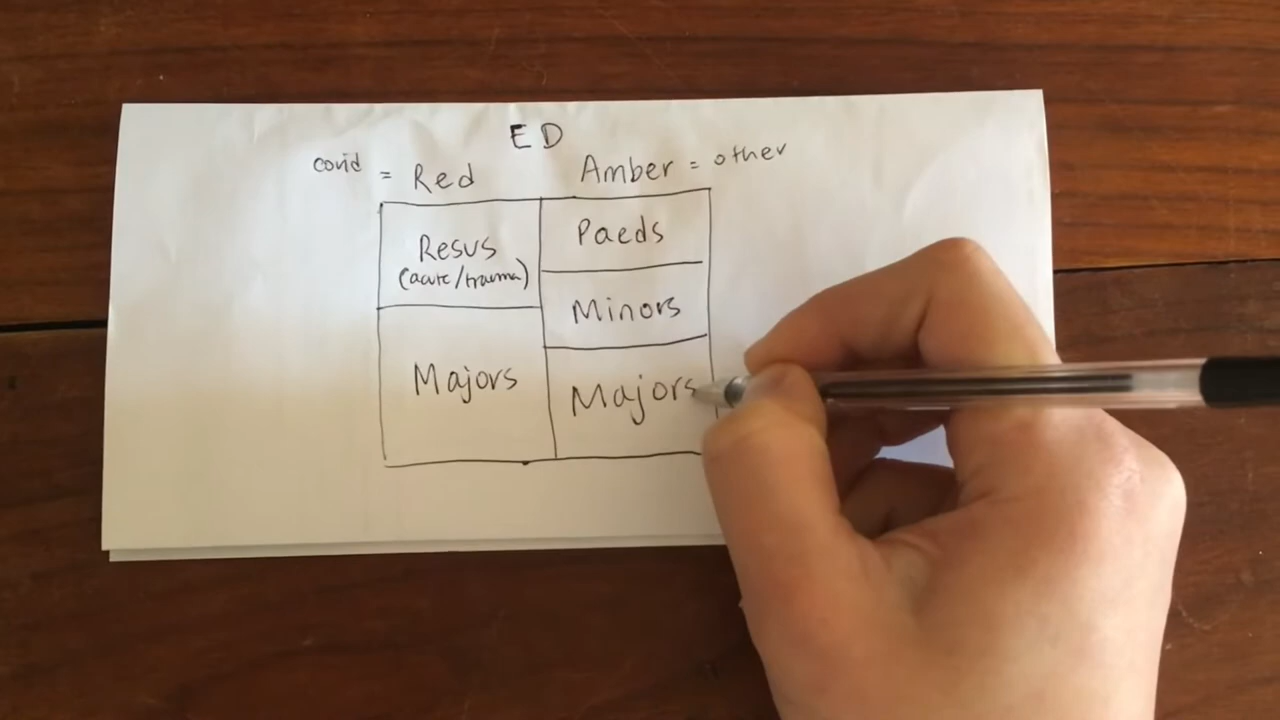 ED
covid = Red
Amber = other
Resus
(acute/trauma)
Majors
Paeds
Minors
Majors